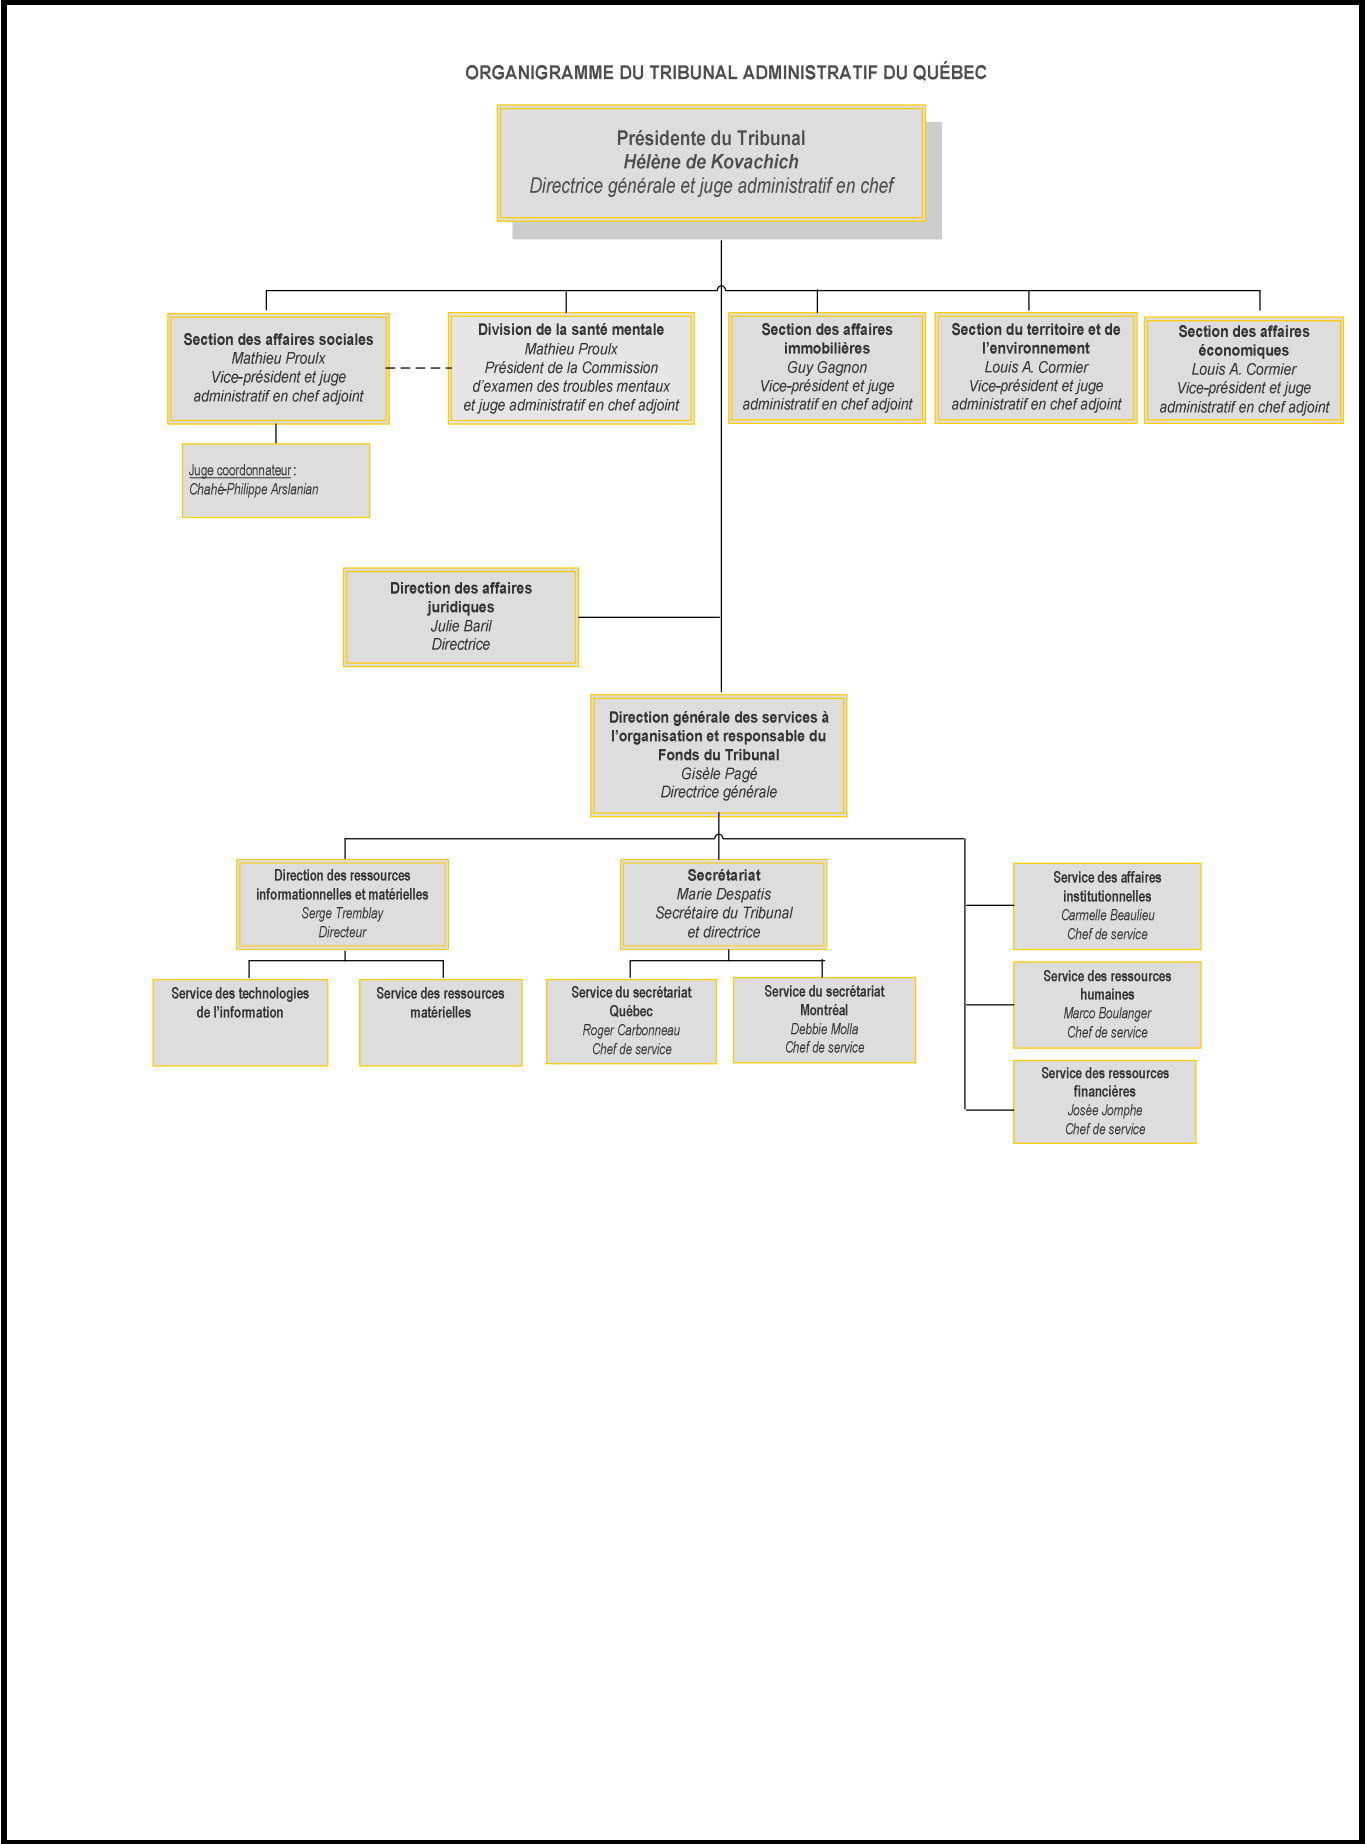 ORGANIGRAMME DU TRIBUNAL ADMINISTRATIF DU QUÉBEC
Présidente du Tribunal
Hélène de Kovachich
Directrice générale et juge administratif en chef
Section des affaires sociales
Mathieu Proulx
Vice-président et juge
administratif en chef adjoint
Division de la santé mentale
Mathieu Proulx
Président de la Commission
d’examen des troubles mentaux
et juge administratif en chef adjoint
Section des affaires
immobilières
Guy Gagnon
Vice-président et juge
administratif en chef adjoint
Section du territoire et de
l’environnement
Louis A. Cormier
Vice-président et juge
administratif en chef adjoint
Section des affaires
économiques
Louis A. Cormier
Vice-président et juge
administratif en chef adjoint
Juge coordonnateur :
Chahé-Philippe Arslanian
Direction des affaires
juridiques
Julie Baril
Directrice
Direction générale des services à
l’organisation et responsable du
Fonds du Tribunal
Gisèle Pagé
Directrice générale
Direction des ressources
informationnelles et matérielles
Serge Tremblay
Directeur
Secrétariat
Marie Despatis
Secrétaire du Tribunal
et directrice
Service des affaires
institutionnelles
Carmelle Beaulieu
Chef de service
Service des technologies
de l’information
Service des ressources
matérielles
Service du secrétariat
Québec
Roger Carbonneau
Chef de service
Service du secrétariat
Montréal
Debbie Molla
Chef de service
Service des ressources
humaines
Marco Boulanger
Chef de service
Service des ressources
financières
Josée Jomphe
Chef de service